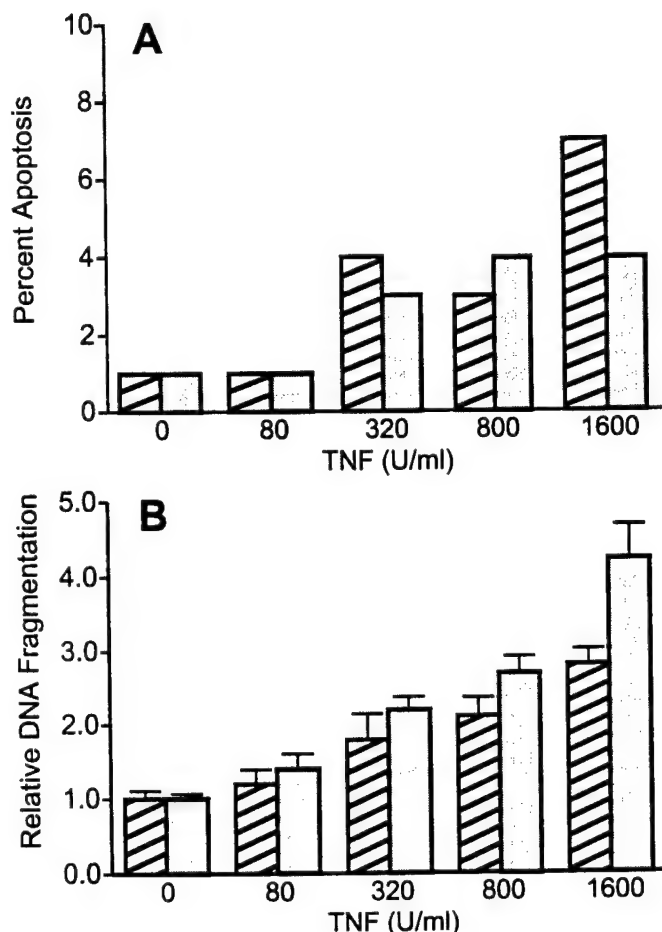 A
Percent Apoptosis
10
8
6
4
2
0
0 80 320 800 1600
TNF (U/ml)
B
Relative DNA Fragmentation
5.0
4.0
3.0
2.0
1.0
0.0
0 80 320 800 1600
TNF (U/ml)